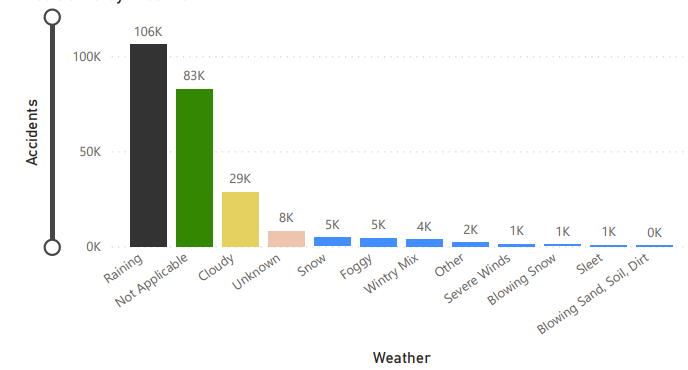 Accidents
100K
50K
0K
106K
83K
29K
8K
5K
5K
4K
2K
1K
1K
1K
0K
Raining
Not Applicable
Cloudy
Unknown
Snow
Foggy
Wintry Mix
Other
Severe Winds
Blowing Snow
Sleet
Blowing Sand, Soil, Dirt
Weather